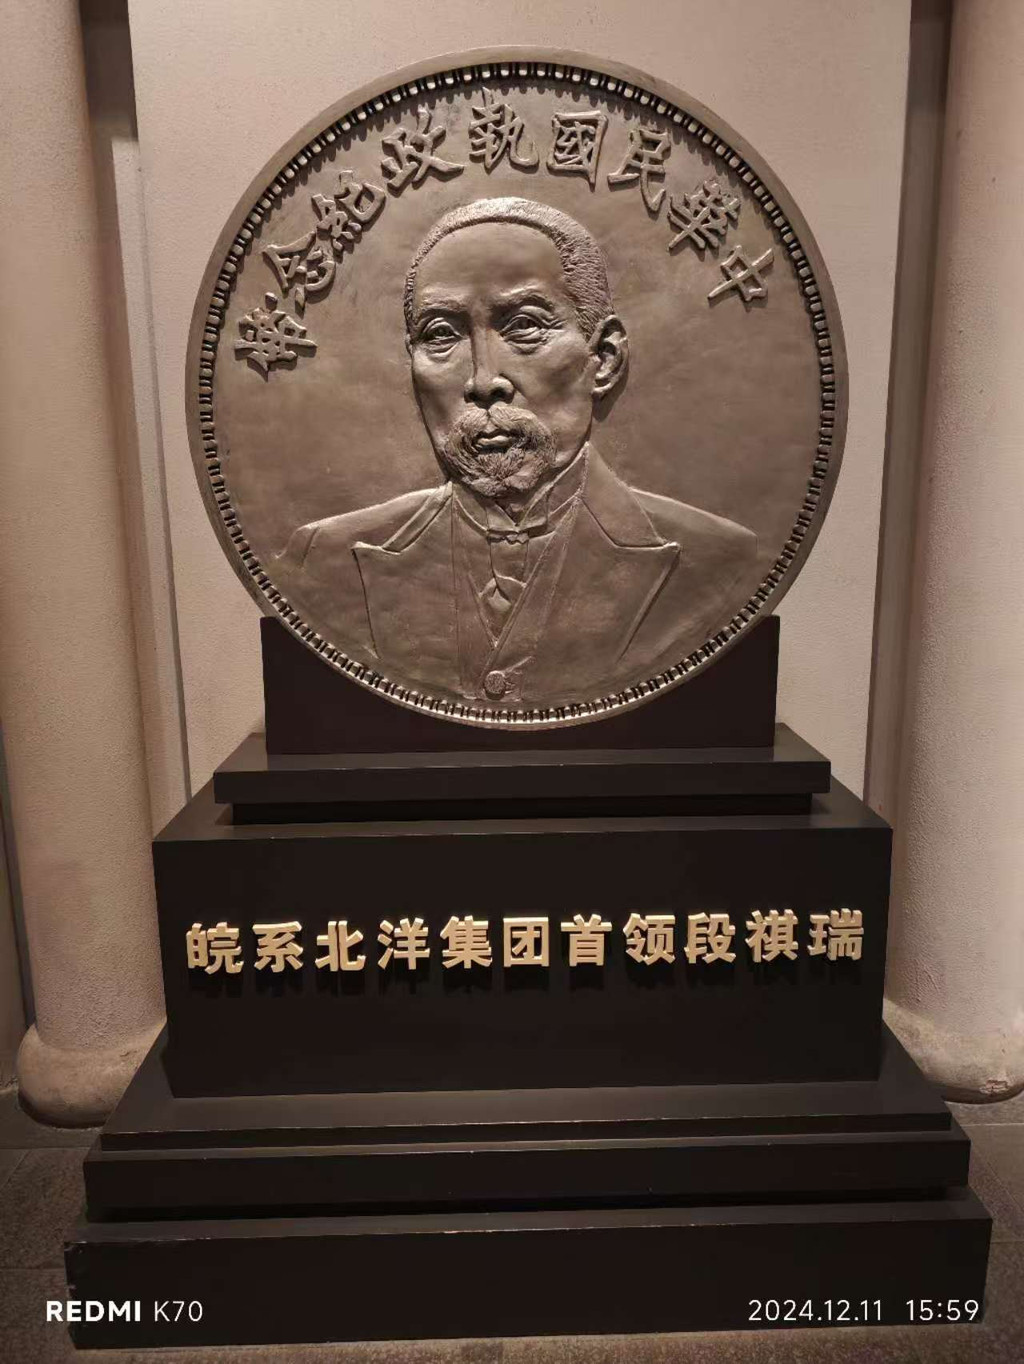 中華民國執政紀念幣
皖系北洋集团首领段祺瑞
REDMI K70
2024.12.11 15:59